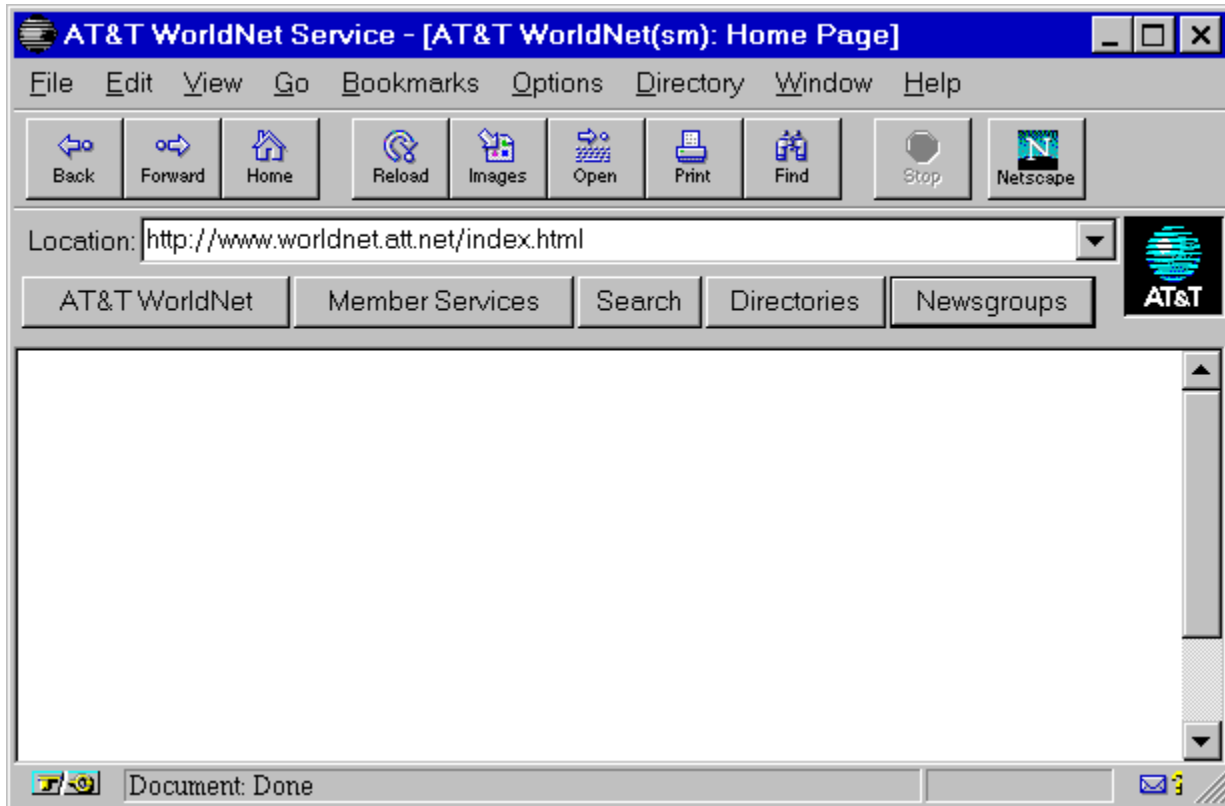 AT&T WorldNet Service - [AT&T WorldNet(sm): Home Page]
File Edit View Go Bookmarks Options Directory Window Help
Back Forward Home Reload Images Open Print Find Stop N Netscape
Location: http://www.worldnet.att.net/index.html
AT&T
AT&T WorldNet Member Services Search Directories Newsgroups
Document: Done